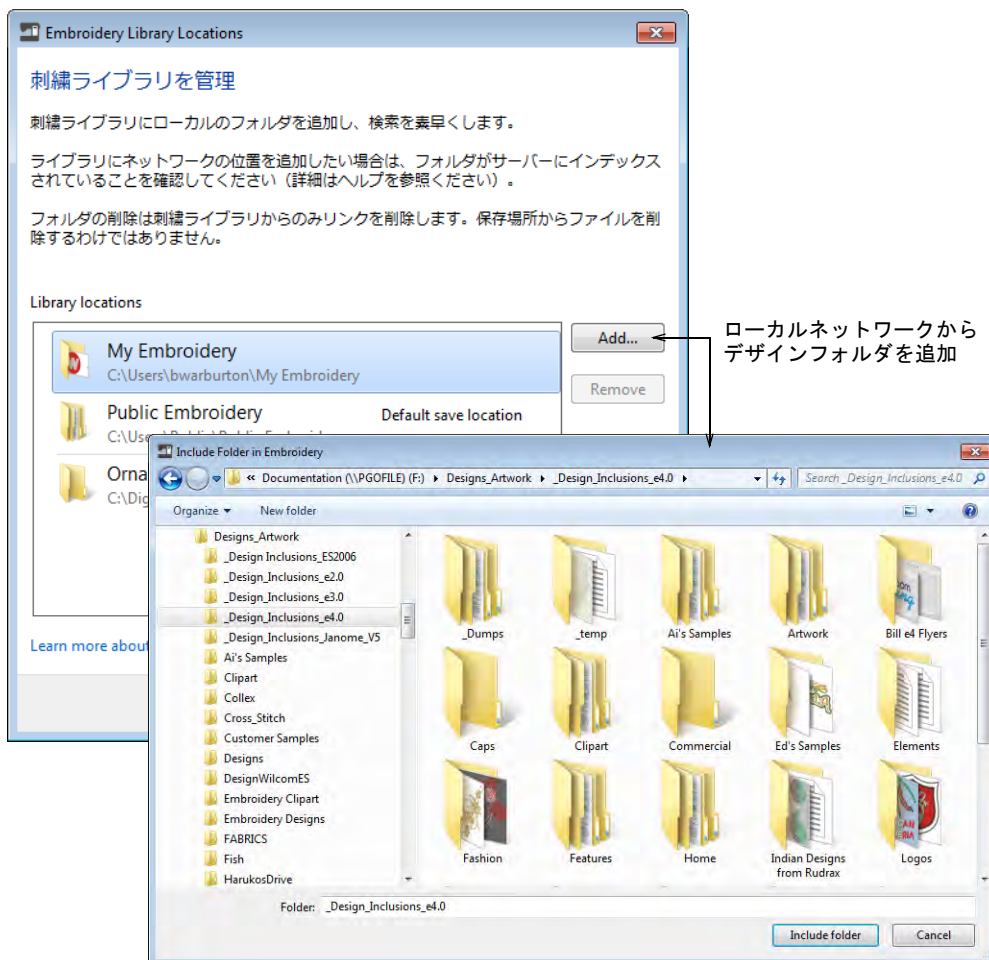 Embroidery Library Locations
刺繍ライブラリを管理
刺繍ライブラリにローカルのフォルダを追加し、検索を素早くします。
ライブラリにネットワークの位置を追加したい場合は、フォルダがサーバーにインデックス
されていることを確認してください（詳細はヘルプを参照ください）。
フォルダの削除は刺繍ライブラリからのみリンクを削除します。保存場所からファイルを削
除するわけではありません。
Library locations
My Embroidery
C:\Users\bwarburton\My Embroidery
Public Embroidery
Default save location
Add...
Remove
ローカルネットワークから
デザインフォルダを追加
Learn more about
Include Folder in Embroidery
« Documentation (\\PGOFILE) (F:) ▸ Designs_Artwork ▸ _Design_Inclusions_e4.0 ▸
Search _Design_Inclusions_e4.0
Organize
New folder
Designs_Artwork
_Design Inclusions_ES2006
_Design_Inclusions_e2.0
_Design_Inclusions_e3.0
_Design_Inclusions_e4.0
_Design_Inclusions_Janome_V5
Ai's Samples
Clipart
Collex
Cross_Stitch
Customer Samples
Designs
DesignWilcomES
Embroidery Clipart
Embroidery Designs
FABRICS
Fish
HarukosDrive
_Dumps
_temp
Ai's Samples
Artwork
Bill e4 Flyers
Caps
Clipart
Commercial
Ed's Samples
Elements
Fashion
Features
Home
Indian Designs
from Rudrax
Logos
Folder:
_Design_Inclusions_e4.0
Include folder
Cancel